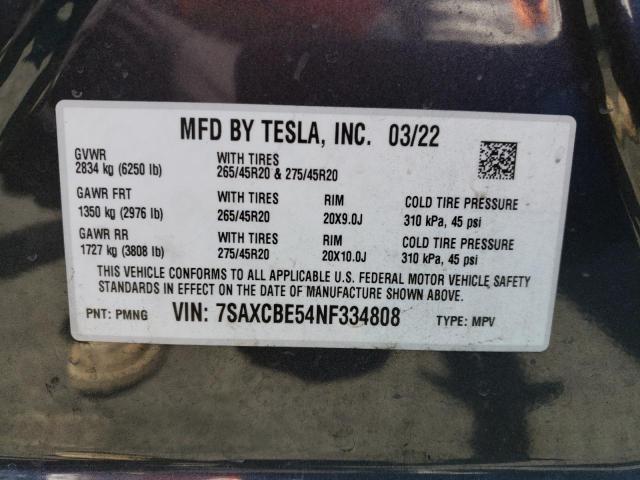 MFD BY TESLA, INC. 03/22
GVWR WITH TIRES
2834 kg (6250 lb) 265/45R20 & 275/45R20
GAWR FRT WITH TIRES RIM COLD TIRE PRESSURE
1350 kg (2976 lb) 265/45R20 20X9.0J 310 kPa, 45 psi
GAWR RR WITH TIRES RIM COLD TIRE PRESSURE
1727 kg (3808 lb) 275/45R20 20X10.0J 310 kPa, 45 psi
THIS VEHICLE CONFORMS TO ALL APPLICABLE U.S. FEDERAL MOTOR VEHICLE SAFETY
STANDARDS IN EFFECT ON THE DATE OF MANUFACTURE SHOWN ABOVE.
PNT: PMNG VIN: 7SAXCBE54NF334808 TYPE: MPV